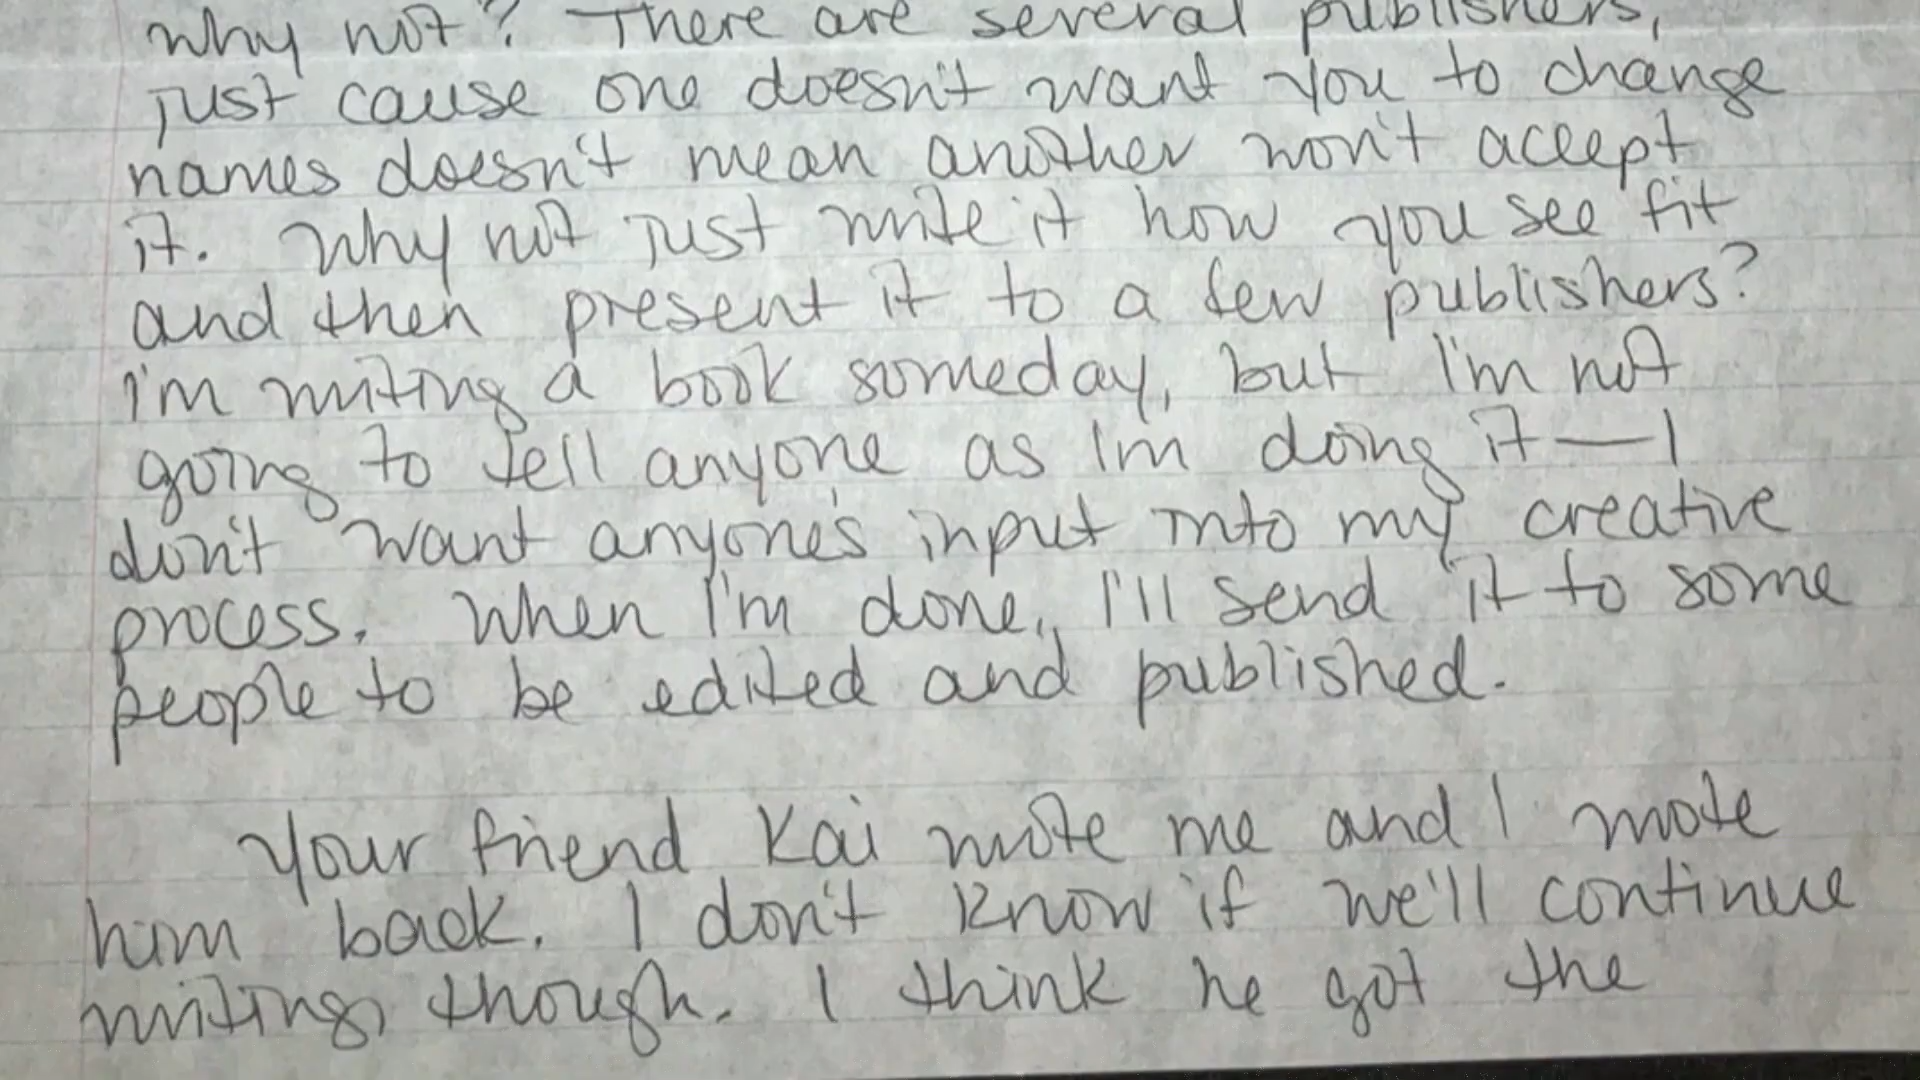 why not? There are several publishers,
just cause one doesn't want you to change
names doesn't mean another won't accept
it. Why not just write it how you see fit
and then present it to a few publishers?
I'm writing a book someday, but I'm not
going to tell anyone as Im doing it—I
don't want anyone's input into my creative
process. When I'm done, I'll send it to some
people to be edited and published.
Your friend Kai wrote me and I wrote
him back. I don't know if we'll continue
writing, though. I think he got the